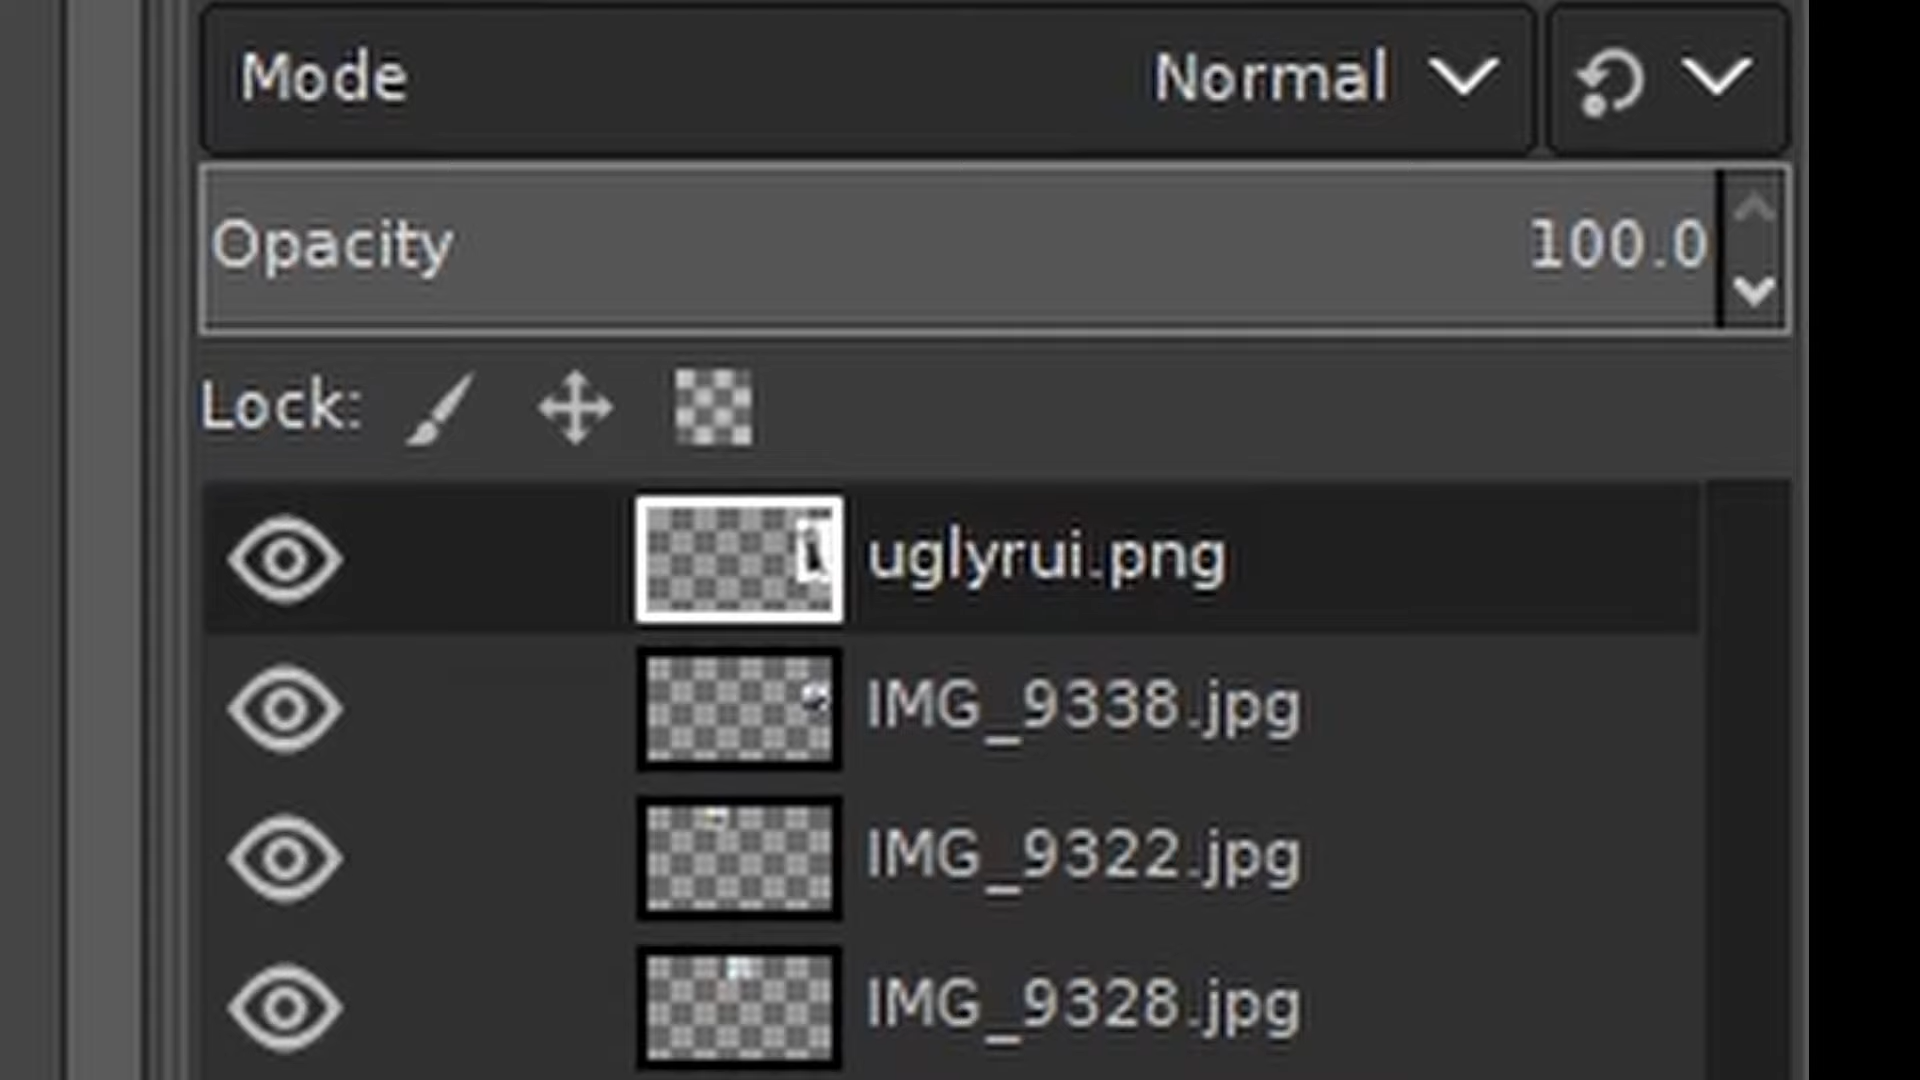 Mode Normal
Opacity 100.0
Lock:
uglyrui.png
IMG_9338.jpg
IMG_9322.jpg
IMG_9328.jpg